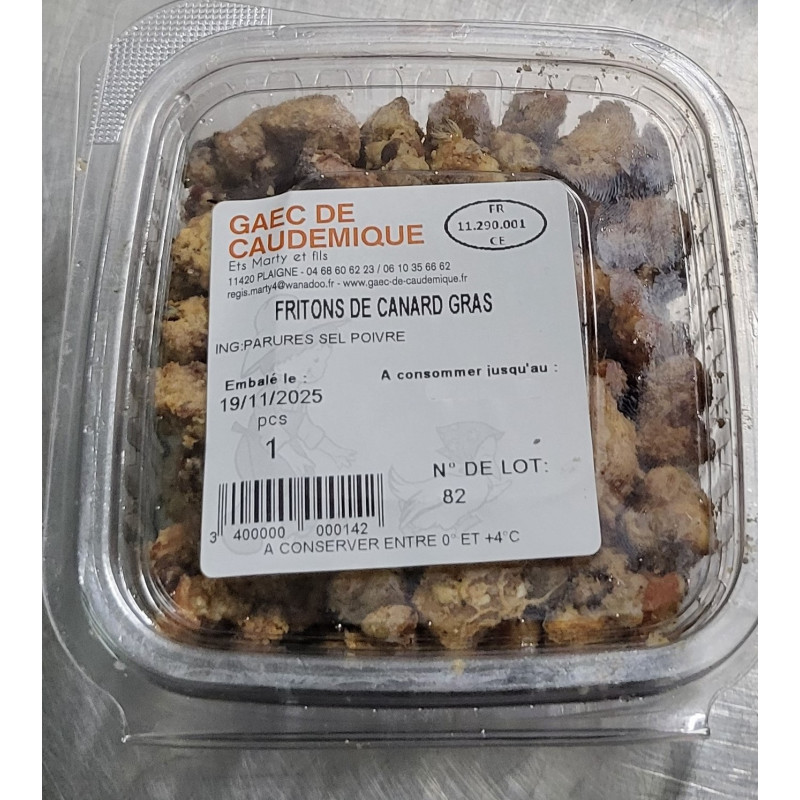 GAEC DE
CAUDEMIQUE
Ets Marty et fils
11420 PLAIGNE - 04 68 60 62 23 / 06 10 35 66 62
regis.marty4@wanadoo.fr - www.gaec-de-caudemique.fr
FR
11.290.001
CE
FRITONS DE CANARD GRAS
ING:PARURES SEL POIVRE
Embalé le :
19/11/2025
pcs
1
A consommer jusqu'au :
N° DE LOT:
82
3 400000 000142
A CONSERVER ENTRE 0° ET +4°C